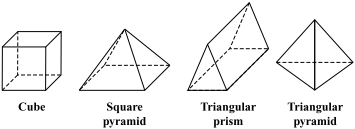 Cube
Square
pyramid
Triangular
prism
Triangular
pyramid